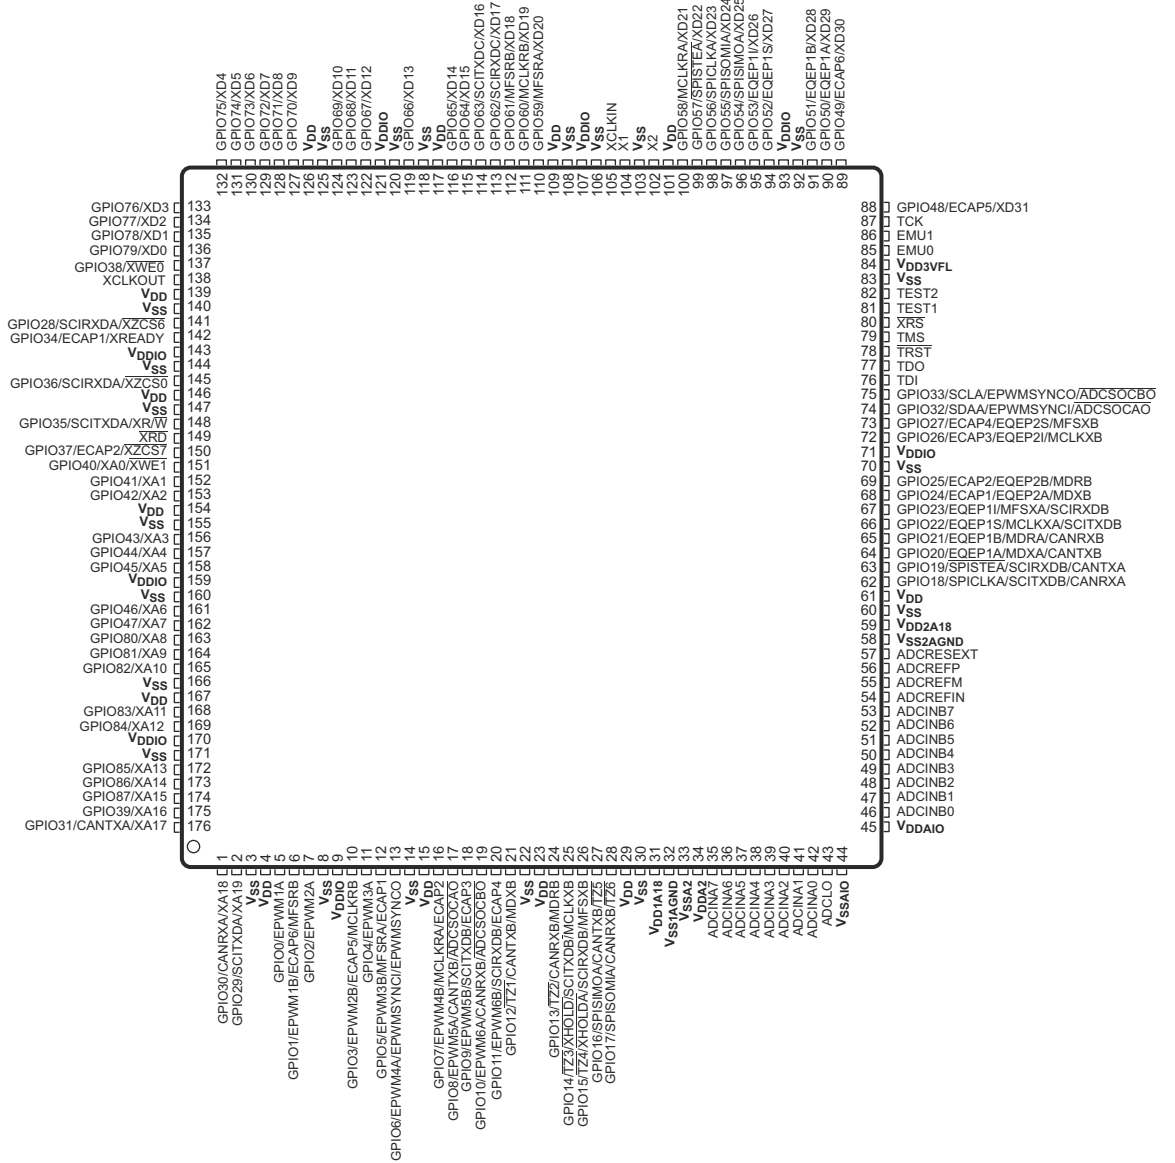 GPIO75/XD4
GPIO74/XD5
GPIO73/XD6
GPIO72/XD7
GPIO71/XD8
GPIO70/XD9
VDD
VSS
GPIO69/XD10
GPIO68/XD11
GPIO67/XD12
VDDIO
VSS
GPIO66/XD13
VSS
VDD
GPIO65/XD14
GPIO64/XD15
GPIO63/SCITXDC/XD16
GPIO62/SCIRXDC/XD17
GPIO61/MFSRB/XD18
GPIO60/MCLKRB/XD19
GPIO59/MFSRA/XD20
VDD
VSS
VDDIO
VSS
XCLKIN
X1
VSS
X2
VDD
GPIO58/MCLKRA/XD21
GPIO57/SPISTEA/XD22
GPIO56/SPICLKA/XD23
GPIO55/SPISOMIA/XD24
GPIO54/SPISIMOA/XD25
GPIO53/EQEP1I/XD26
GPIO52/EQEP1S/XD27
VDDIO
VSS
GPIO51/EQEP1B/XD28
GPIO50/EQEP1A/XD29
GPIO49/ECAP6/XD30
132 131 130 129 128 127 126 125 124 123 122 121 120 119 118 117 116 115 114 113 112 111 110 109 108 107 106 105 104 103 102 101 100 99 98 97 96 95 94 93 92 91 90 89
GPIO76/XD3 133
GPIO77/XD2 134
GPIO78/XD1 135
GPIO79/XD0 136
GPIO38/XWE0 137
XCLKOUT 138
VDD 139
VSS 140
GPIO28/SCIRXDA/XZCS6 141
GPIO34/ECAP1/XREADY 142
VDDIO 143
VSS 144
GPIO36/SCIRXDA/XZCS0 145
VDD 146
VSS 147
GPIO35/SCITXDA/XR/W 148
XRD 149
GPIO37/ECAP2/XZCS7 150
GPIO40/XA0/XWE1 151
GPIO41/XA1 152
GPIO42/XA2 153
VDD 154
VSS 155
GPIO43/XA3 156
GPIO44/XA4 157
GPIO45/XA5 158
VDDIO 159
VSS 160
GPIO46/XA6 161
GPIO47/XA7 162
GPIO80/XA8 163
GPIO81/XA9 164
GPIO82/XA10 165
VSS 166
VDD 167
GPIO83/XA11 168
GPIO84/XA12 169
VDDIO 170
VSS 171
GPIO85/XA13 172
GPIO86/XA14 173
GPIO87/XA15 174
GPIO39/XA16 175
GPIO31/CANTXA/XA17 176
88 GPIO48/ECAP5/XD31
87 TCK
86 EMU1
85 EMU0
84 VDD3VFL
83 VSS
82 TEST2
81 TEST1
80 XRS
79 TMS
78 TRST
77 TDO
76 TDI
75 GPIO33/SCLA/EPWMSYNCO/ADCSOCBO
74 GPIO32/SDAA/EPWMSYNCI/ADCSOCAO
73 GPIO27/ECAP4/EQEP2S/MFSXB
72 GPIO26/ECAP3/EQEP2I/MCLKXB
71 VDDIO
70 VSS
69 GPIO25/ECAP2/EQEP2B/MDRB
68 GPIO24/ECAP1/EQEP2A/MDXB
67 GPIO23/EQEP1I/MFSXA/SCIRXDB
66 GPIO22/EQEP1S/MCLKXA/SCITXDB
65 GPIO21/EQEP1B/MDRA/CANRXB
64 GPIO20/EQEP1A/MDXA/CANTXB
63 GPIO19/SPISTEA/SCIRXDB/CANTXA
62 GPIO18/SPICLKA/SCITXDB/CANRXA
61 VDD
60 VSS
59 VDD2A18
58 VSS2AGND
57 ADCRESEXT
56 ADCREFP
55 ADCREFM
54 ADCREFIN
53 ADCINB7
52 ADCINB6
51 ADCINB5
50 ADCINB4
49 ADCINB3
48 ADCINB2
47 ADCINB1
46 ADCINB0
45 VDDAIO
1 2 3 4 5 6 7 8 9 10 11 12 13 14 15 16 17 18 19 20 21 22 23 24 25 26 27 28 29 30 31 32 33 34 35 36 37 38 39 40 41 42 43 44
GPIO30/CANRX/XA18
GPIO29/SCITXDA/XA19
VSS
VDD
GPIO0/EPWM1A
GPIO1/EPWM1B/ECAP6/MFSRB
GPIO2/EPWM2A
VSS
VDDIO
GPIO3/EPWM2B/ECAP5/MCLKRB
GPIO4/EPWM3A
GPIO5/EPWM3B/MFSRA/ECAP1
GPIO6/EPWM4A/EPWMSYNCI/EPWMSYNCO
VSS
VDD
GPIO7/EPWM4B/MCLKRA/ECAP2
GPIO8/EPWM5A/CANTXB/ADCSOCAO
GPIO9/EPWM5B/SCITXDB/ECAP3
GPIO10/EPWM6A/CANRXB/ADCSOCBO
GPIO11/EPWM6B/SCIRXDB/ECAP4
GPIO12/TZ1/CANTXB/MDXB
VSS
VDD
GPIO13/TZ2/CANRXB/MDRB
GPIO14/TZ3/XHOLD/SCITXDB/MCLKXB
GPIO15/TZ4/XHOLDA/SCIRXDB/MFSXB
GPIO16/SPISIMOA/CANTXB/TZ5
GPIO17/SPISOMIA/CANRXB/TZ6
VDD
VSS
VDD1A18
VSS1AGND
VSSA2
VDDA2
ADCINA7
ADCINA6
ADCINA5
ADCINA4
ADCINA3
ADCINA2
ADCINA1
ADCINA0
ADCLO
VSSAIO